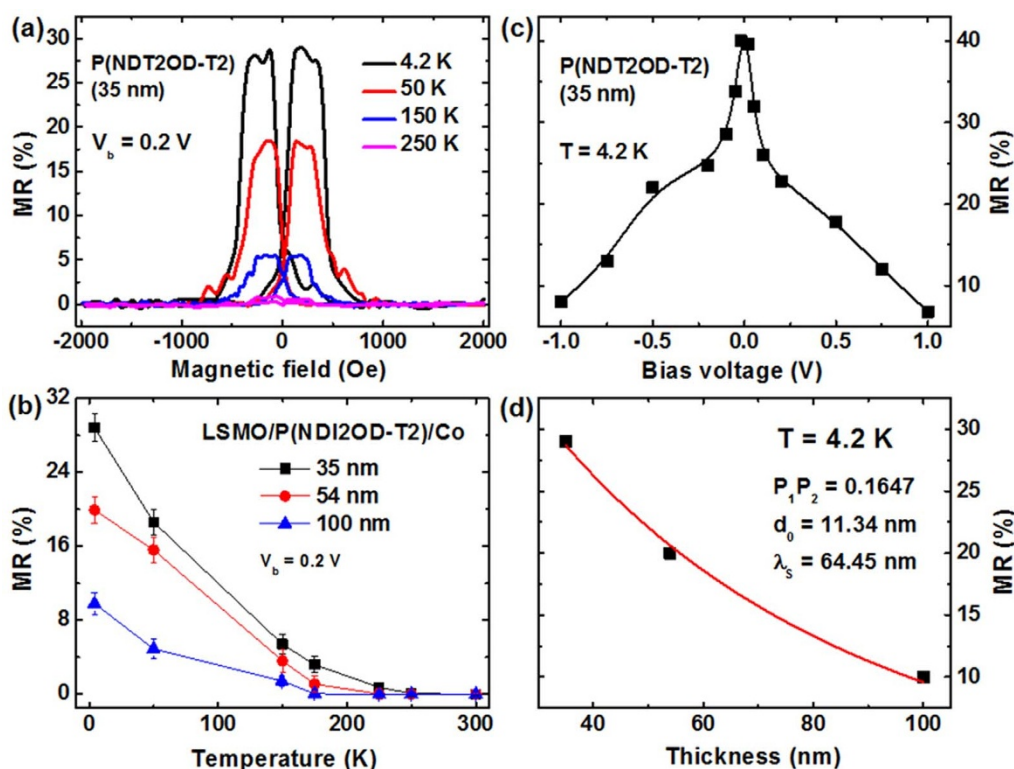 (a)
P(NDT2OD-T2)
(35 nm)
V_b = 0.2 V
4.2 K
50 K
150 K
250 K
MR (%)
30
25
20
15
10
5
0
-2000 -1000 0 1000 2000
Magnetic field (Oe)
(c)
P(NDT2OD-T2)
(35 nm)
T = 4.2 K
40
30
20
10
MR (%)
-1.0 -0.5 0.0 0.5 1.0
Bias voltage (V)
(b)
LSMO/P(NDI2OD-T2)/Co
35 nm
54 nm
100 nm
V_b = 0.2 V
MR (%)
32
24
16
8
0
0 50 100 150 200 250 300
Temperature (K)
(d)
T = 4.2 K
P₁P₂ = 0.1647
d₀ = 11.34 nm
λ_S = 64.45 nm
30
25
20
15
10
MR (%)
40 60 80 100
Thickness (nm)